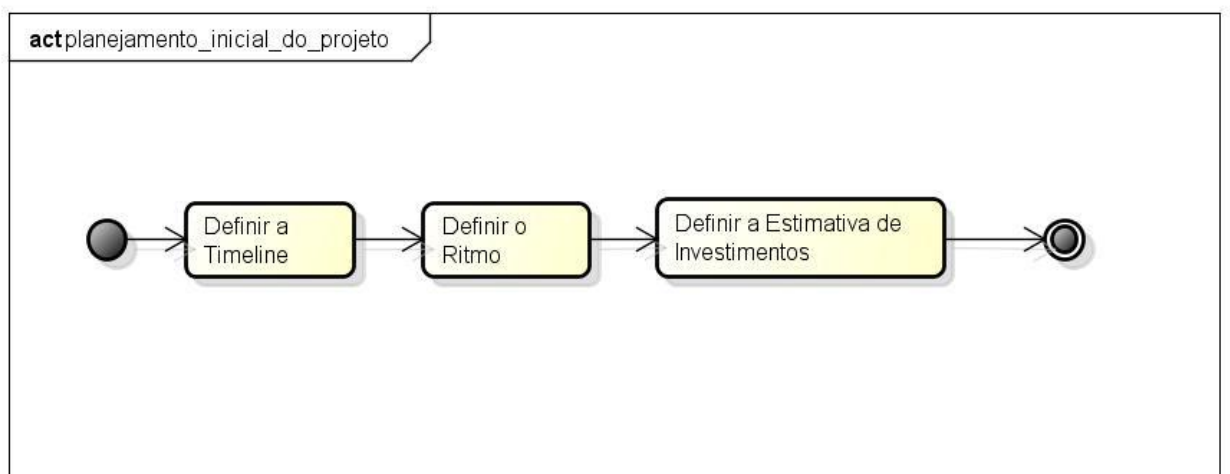 act planejamento_inicial_do_projeto
Definir a
Timeline
Definir o
Ritmo
Definir a Estimativa de
Investimentos